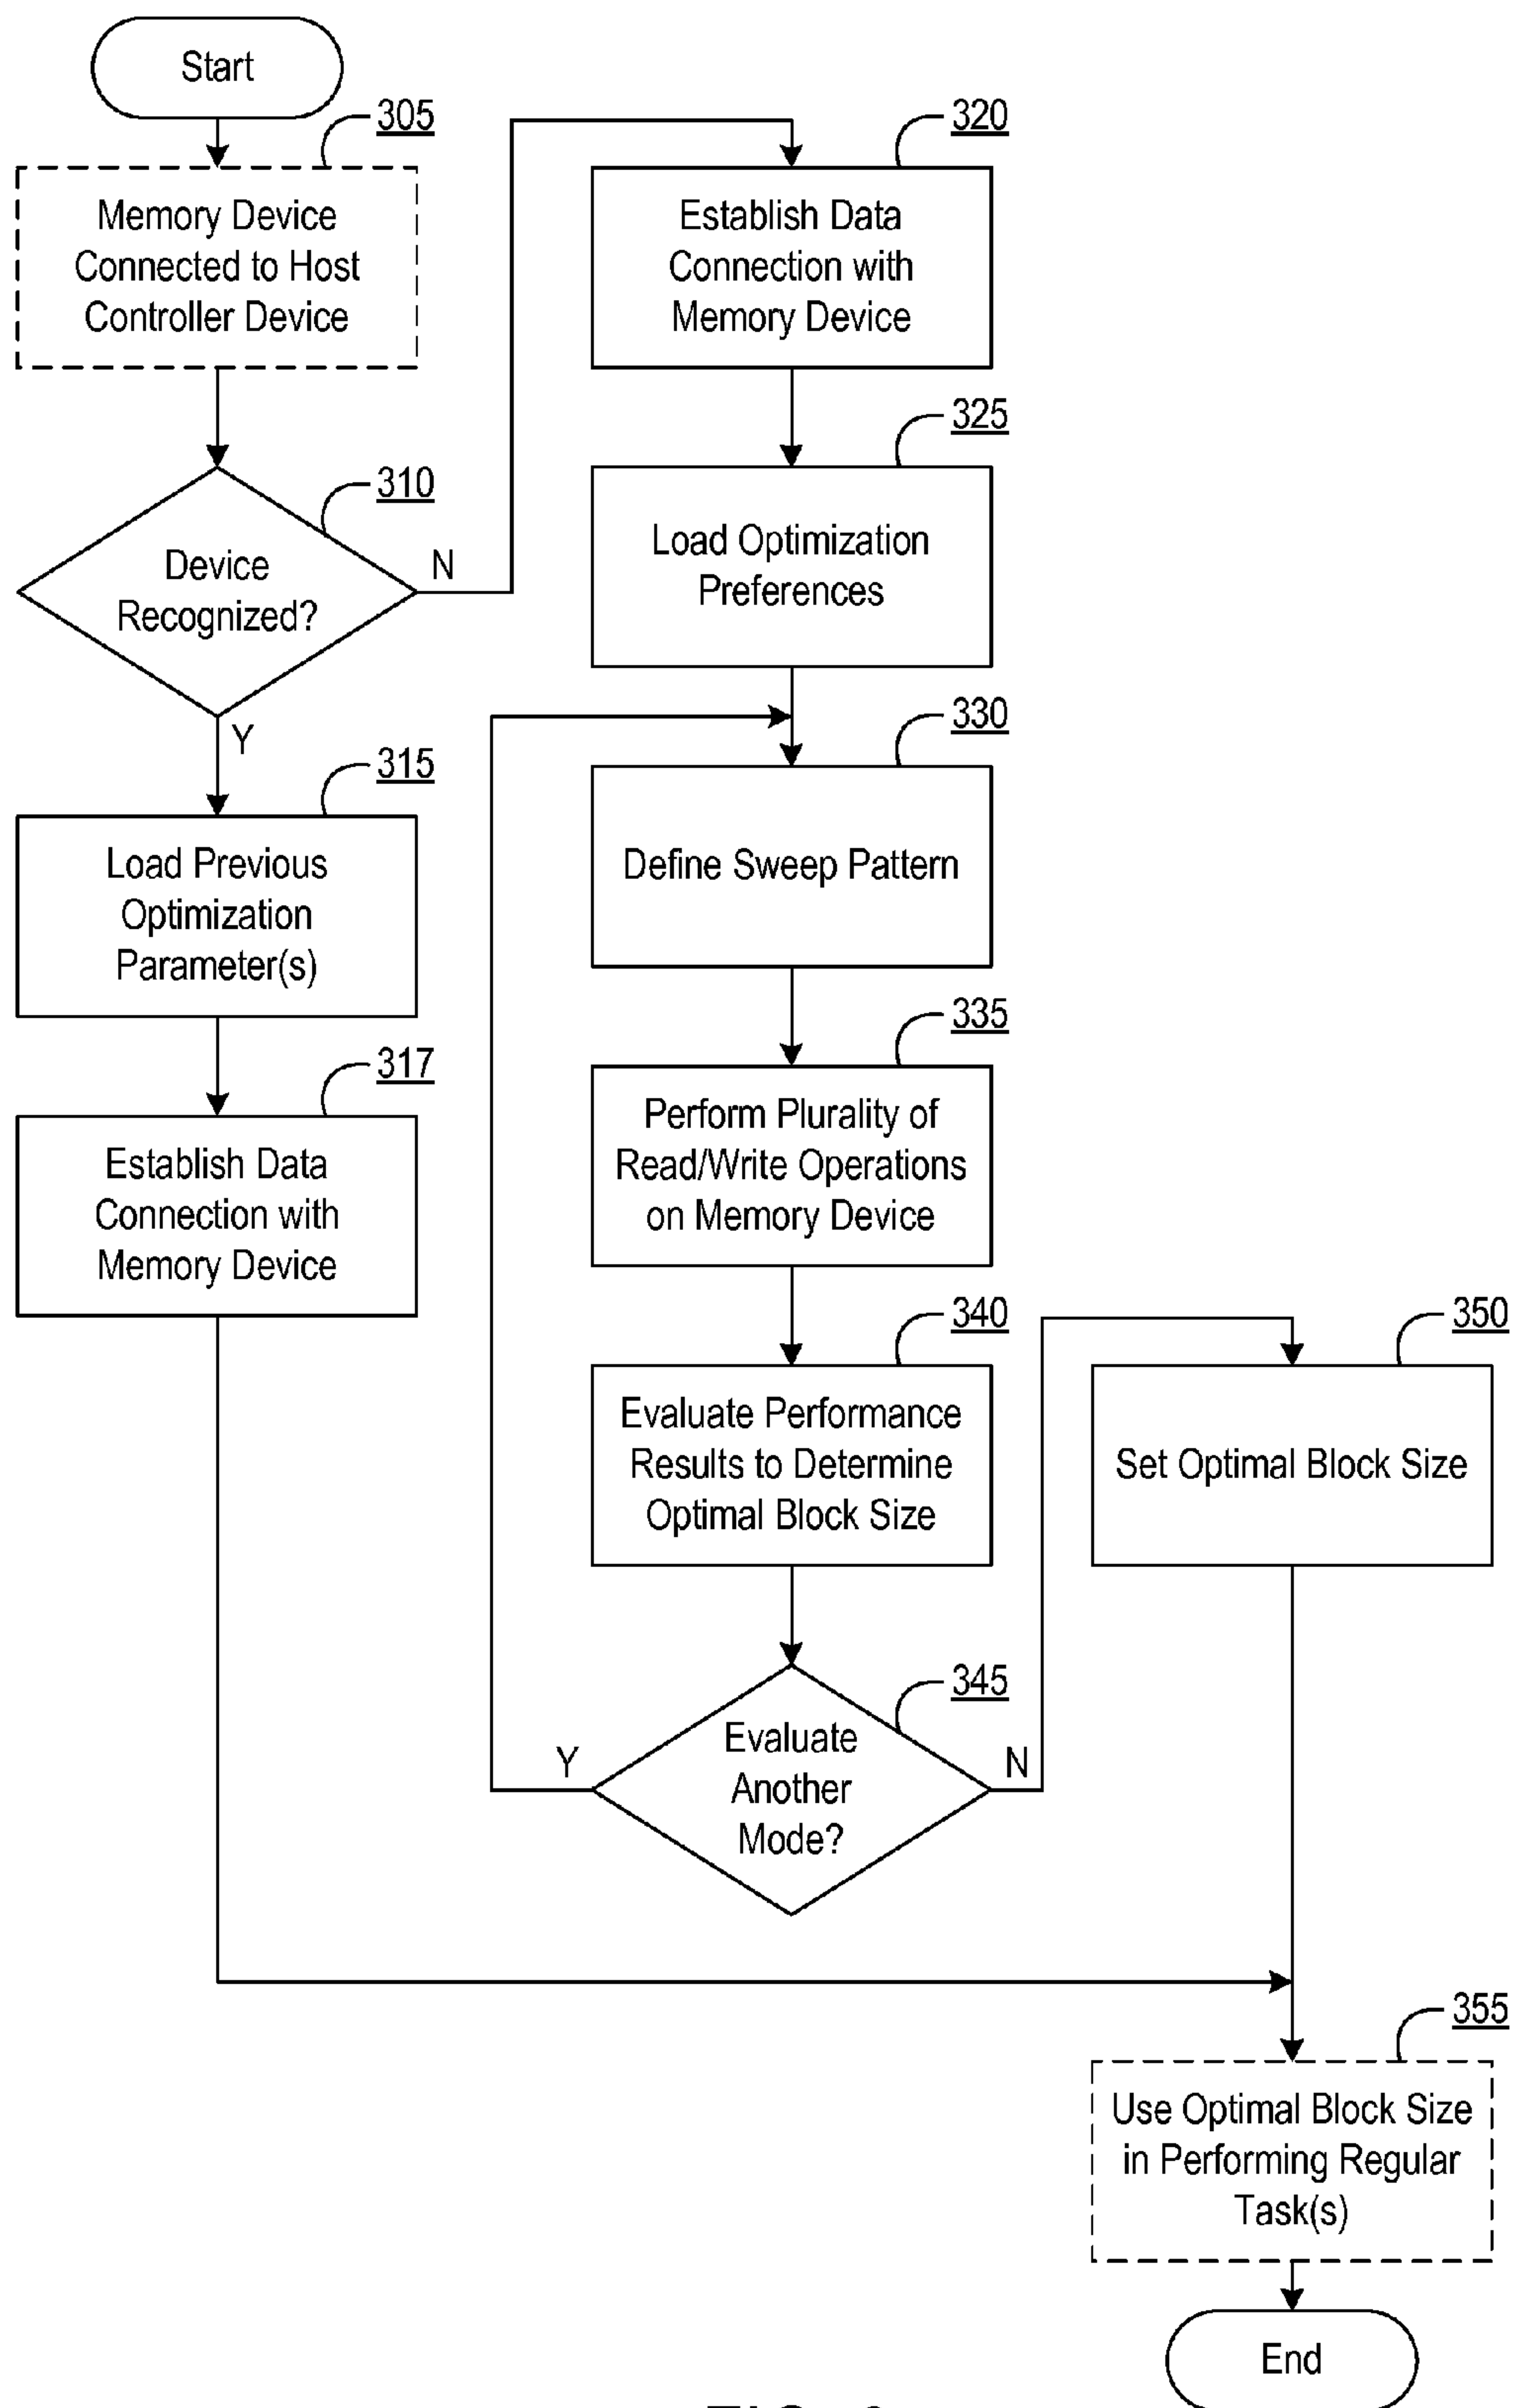 Start
305
Memory Device
Connected to Host
Controller Device
310
Device
Recognized?
N
Y
315
Load Previous
Optimization
Parameter(s)
317
Establish Data
Connection with
Memory Device
320
Establish Data
Connection with
Memory Device
325
Load Optimization
Preferences
330
Define Sweep Pattern
335
Perform Plurality of
Read/Write Operations
on Memory Device
340
Evaluate Performance
Results to Determine
Optimal Block Size
345
Evaluate
Another
Mode?
Y
N
350
Set Optimal Block Size
355
Use Optimal Block Size
in Performing Regular
Task(s)
End